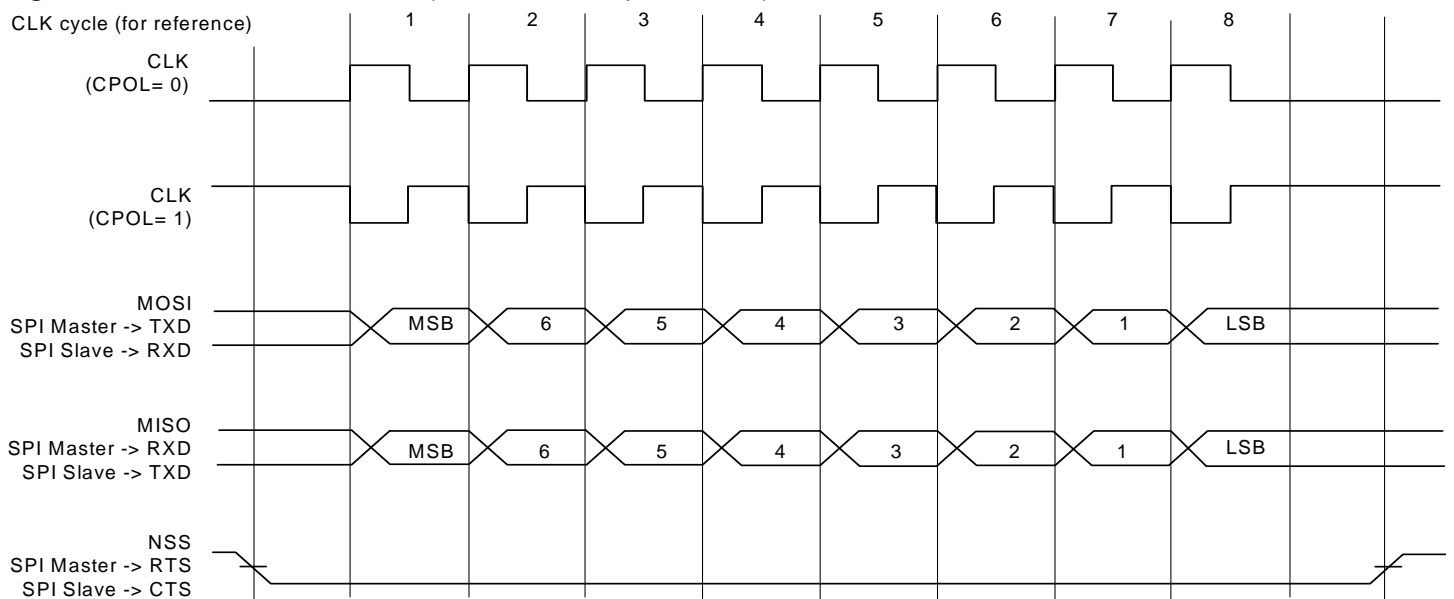 CLK cycle (for reference)
1 2 3 4 5 6 7 8
CLK
(CPOL= 0)
CLK
(CPOL= 1)
MOSI
SPI Master -> TXD
SPI Slave -> RXD
MSB 6 5 4 3 2 1 LSB
MISO
SPI Master -> RXD
SPI Slave -> TXD
MSB 6 5 4 3 2 1 LSB
NSS
SPI Master -> RTS
SPI Slave -> CTS